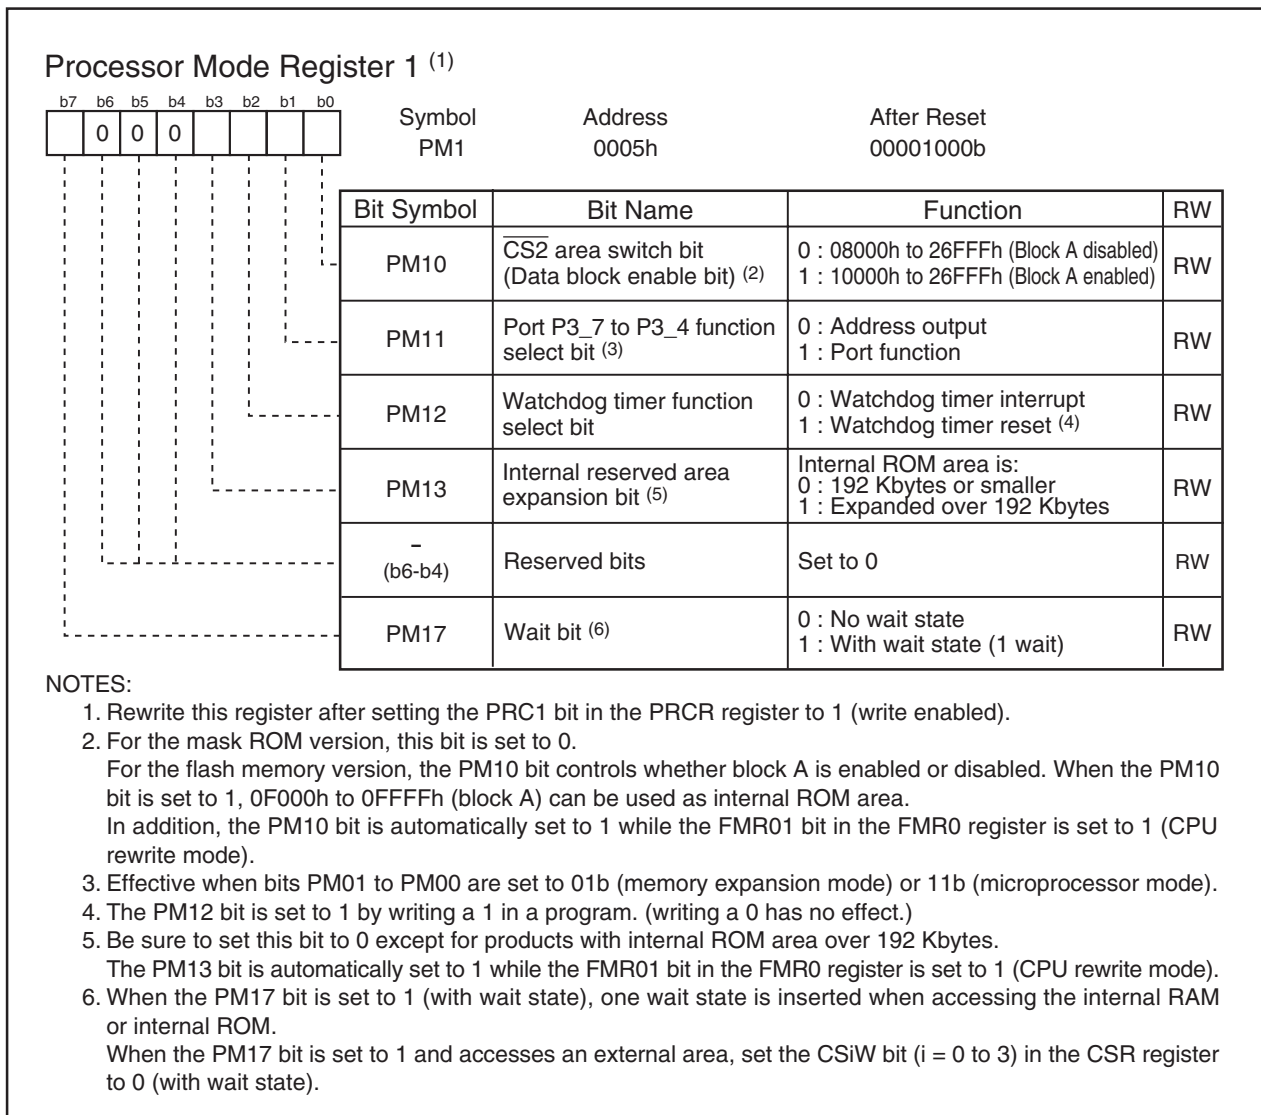 Processor Mode Register 1 (1)
b7 b6 b5 b4 b3 b2 b1 b0
0 0 0
Symbol Address After Reset
PM1 0005h 00001000b
Bit Symbol Bit Name Function RW
PM10 CS2 area switch bit (Data block enable bit) (2) 0 : 08000h to 26FFFh (Block A disabled) 1 : 10000h to 26FFFh (Block A enabled) RW
PM11 Port P3_7 to P3_4 function select bit (3) 0 : Address output 1 : Port function RW
PM12 Watchdog timer function select bit 0 : Watchdog timer interrupt 1 : Watchdog timer reset (4) RW
PM13 Internal reserved area expansion bit (5) Internal ROM area is: 0 : 192 Kbytes or smaller 1 : Expanded over 192 Kbytes RW
– (b6-b4) Reserved bits Set to 0 RW
PM17 Wait bit (6) 0 : No wait state 1 : With wait state (1 wait) RW
NOTES:
1. Rewrite this register after setting the PRC1 bit in the PRCR register to 1 (write enabled).
2. For the mask ROM version, this bit is set to 0.
For the flash memory version, the PM10 bit controls whether block A is enabled or disabled. When the PM10
bit is set to 1, 0F000h to 0FFFFh (block A) can be used as internal ROM area.
In addition, the PM10 bit is automatically set to 1 while the FMR01 bit in the FMR0 register is set to 1 (CPU
rewrite mode).
3. Effective when bits PM01 to PM00 are set to 01b (memory expansion mode) or 11b (microprocessor mode).
4. The PM12 bit is set to 1 by writing a 1 in a program. (writing a 0 has no effect.)
5. Be sure to set this bit to 0 except for products with internal ROM area over 192 Kbytes.
The PM13 bit is automatically set to 1 while the FMR01 bit in the FMR0 register is set to 1 (CPU rewrite mode).
6. When the PM17 bit is set to 1 (with wait state), one wait state is inserted when accessing the internal RAM
or internal ROM.
When the PM17 bit is set to 1 and accesses an external area, set the CSiW bit (i = 0 to 3) in the CSR register
to 0 (with wait state).